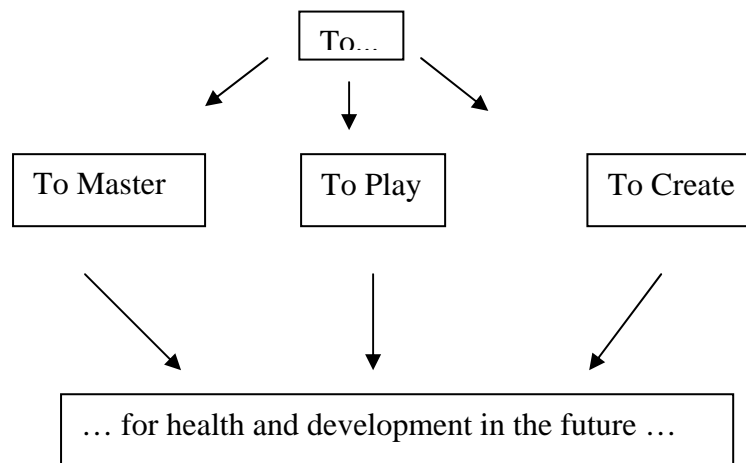 To...
To Master
To Play
To Create
… for health and development in the future …